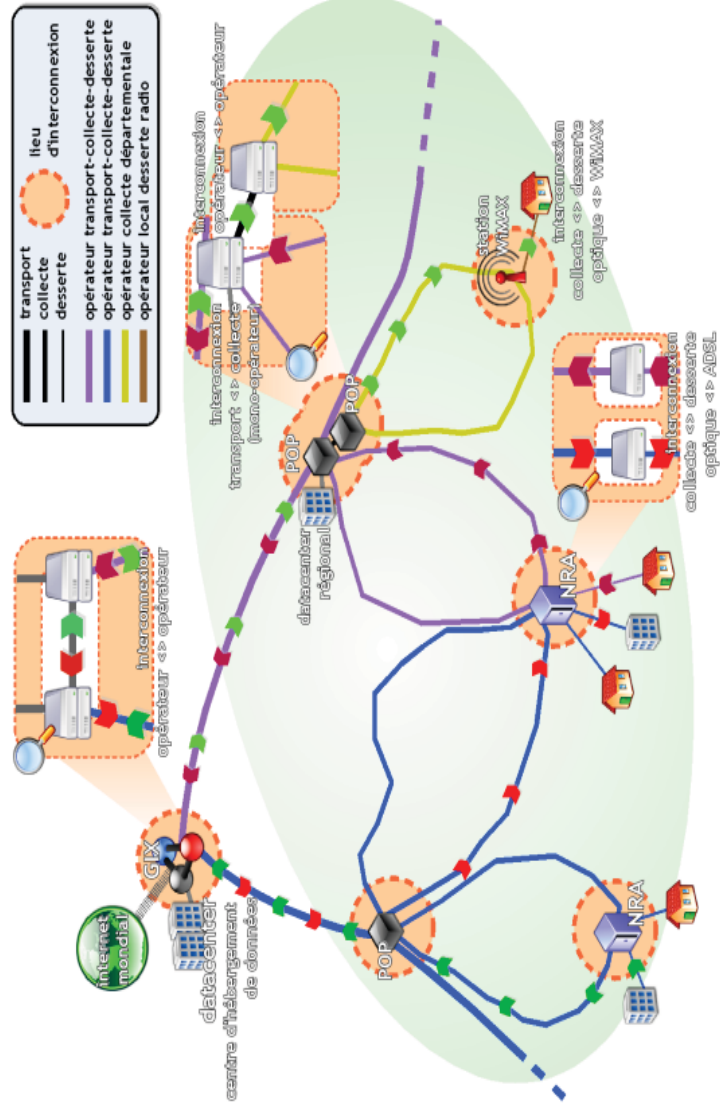 transport
collecte
desserte
lieu
d'interconnexion
opérateur transport-collecte-desserte
opérateur transport-collecte-desserte
opérateur collecte départementale
opérateur local desserte radio
internet
mondial
GIX
datacenter
centre d'hébergement
de données
interconnexion
opérateur <> opérateur
interconnexion
transport <> collecte
(mono-opérateur)
interconnexion
opérateur <> opérateur
POP
POP
datacenter
régional
station
WiMAX
interconnexion
collecte <> desserte
optique <> WiMAX
POP
NRA
NRA
interconnexion
collecte <> desserte
optique <> ADSL